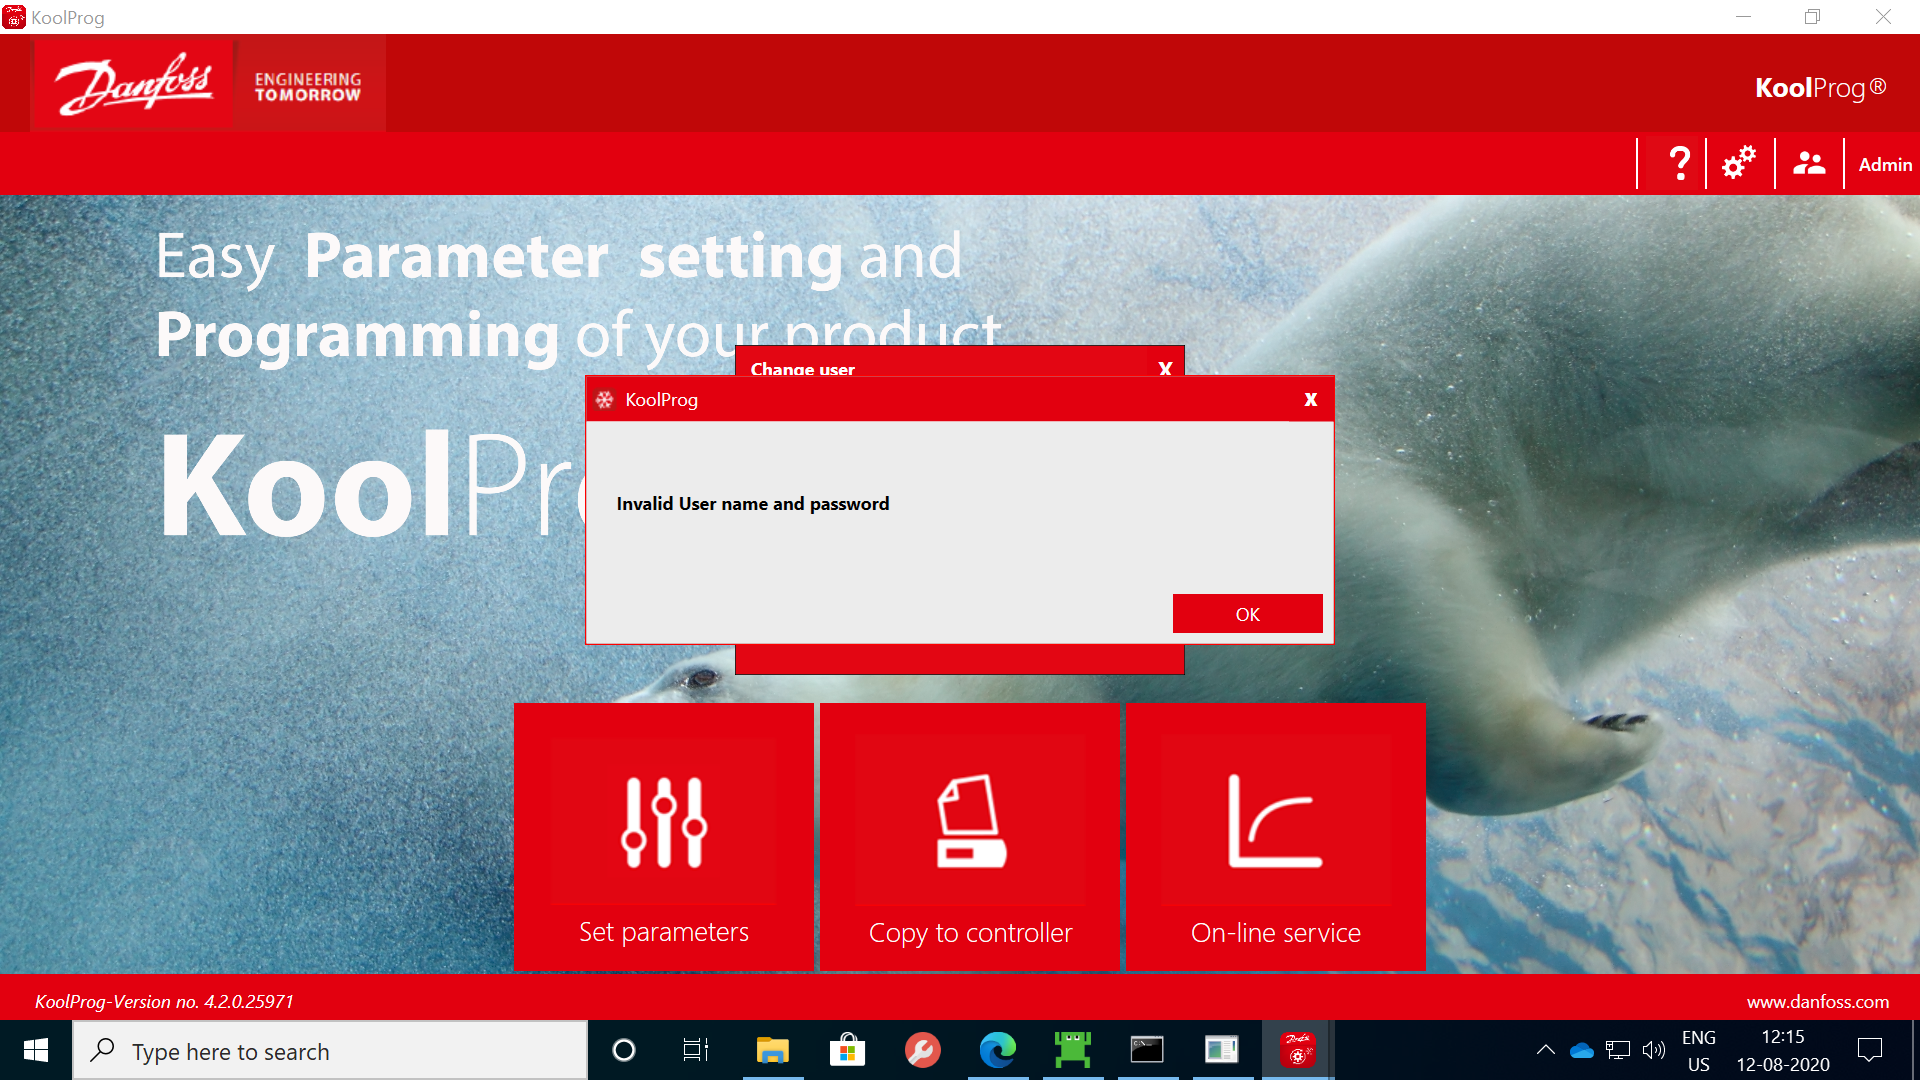 KoolProg
Danfoss
ENGINEERING
TOMORROW
KoolProg®
?
Admin
Easy Parameter setting and
Programming of your product
Change user X
KoolProg X
KoolPr
Invalid User name and password
OK
Set parameters
Copy to controller
On-line service
KoolProg-Version no. 4.2.0.25971
www.danfoss.com
Type here to search
ENG
US
12:15
12-08-2020